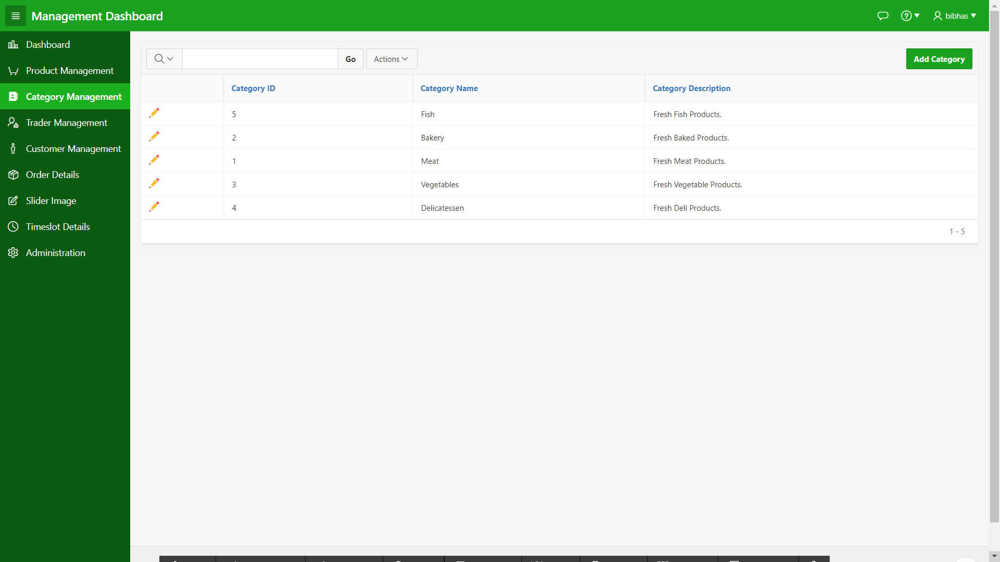 Management Dashboard
bibhas
Dashboard
Product Management
Category Management
Trader Management
Customer Management
Order Details
Slider Image
Timeslot Details
Administration
Go
Actions
Add Category
Category ID Category Name Category Description
5 Fish Fresh Fish Products.
2 Bakery Fresh Baked Products.
1 Meat Fresh Meat Products.
3 Vegetables Fresh Vegetable Products.
4 Delicatessen Fresh Deli Products.
1 - 5